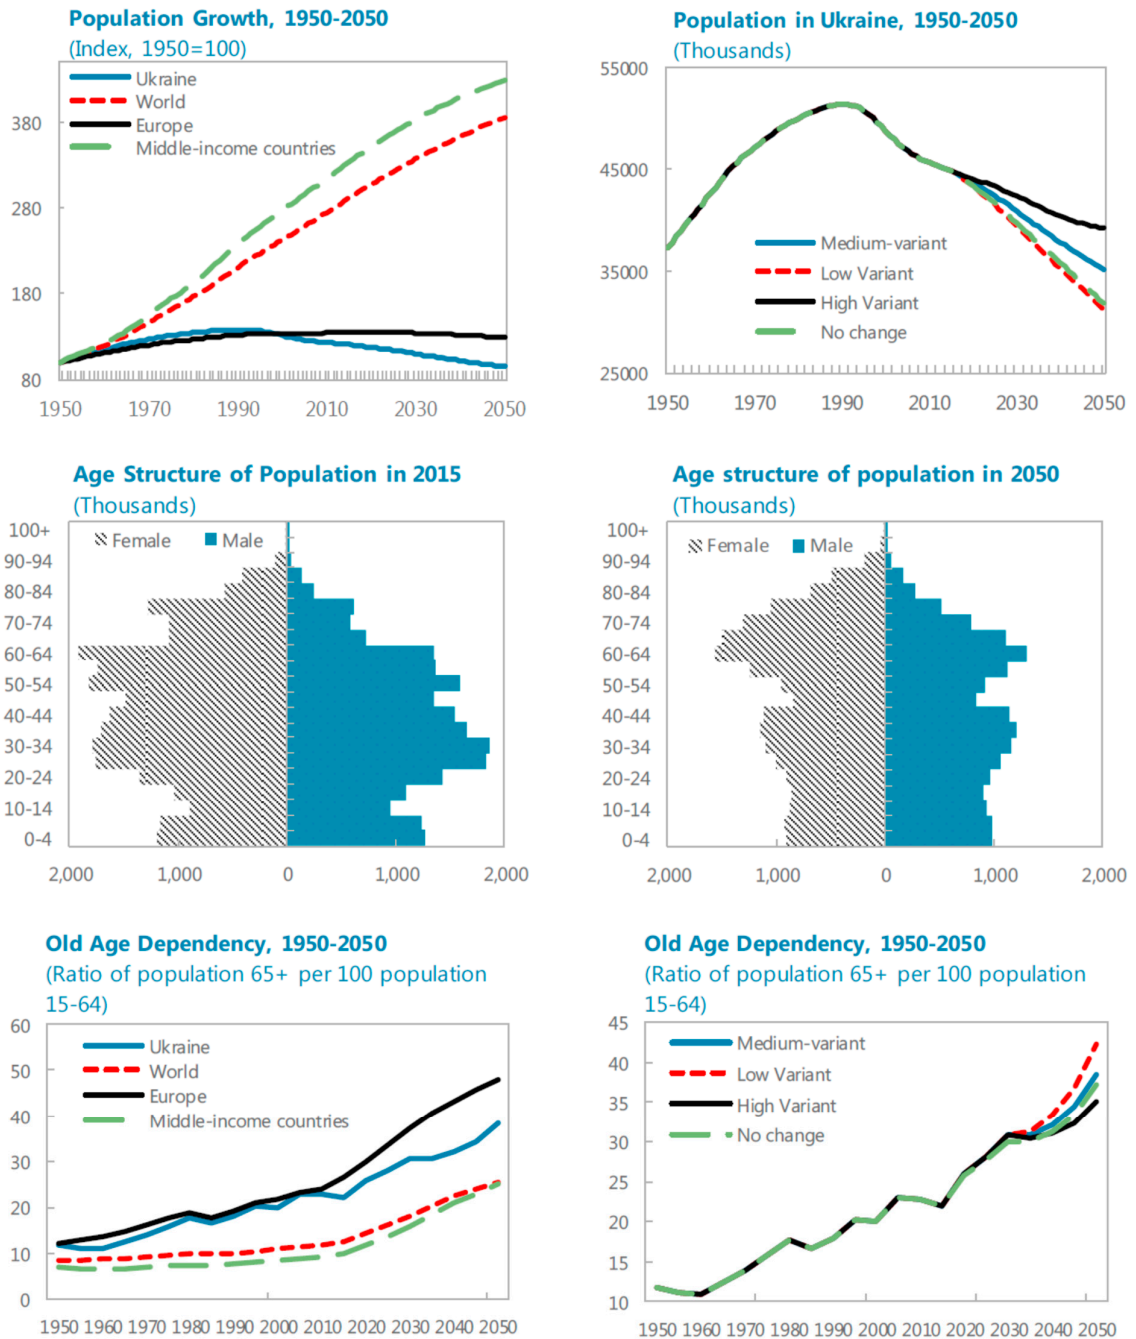 Population Growth, 1950-2050
(Index, 1950=100)
Ukraine
World
Europe
Middle-income countries
380
280
180
80
1950 1970 1990 2010 2030 2050
Population in Ukraine, 1950-2050
(Thousands)
55000
45000
35000
25000
Medium-variant
Low Variant
High Variant
No change
1950 1970 1990 2010 2030 2050
Age Structure of Population in 2015
(Thousands)
Female Male
100+
90-94
80-84
70-74
60-64
50-54
40-44
30-34
20-24
10-14
0-4
2,000 1,000 0 1,000 2,000
Age structure of population in 2050
(Thousands)
Female Male
100+
90-94
80-84
70-74
60-64
50-54
40-44
30-34
20-24
10-14
0-4
2,000 1,000 0 1,000 2,000
Old Age Dependency, 1950-2050
(Ratio of population 65+ per 100 population
15-64)
60
50
40
30
20
10
0
Ukraine
World
Europe
Middle-income countries
1950 1960 1970 1980 1990 2000 2010 2020 2030 2040 2050
Old Age Dependency, 1950-2050
(Ratio of population 65+ per 100 population
15-64)
45
40
35
30
25
20
15
10
Medium-variant
Low Variant
High Variant
No change
1950 1960 1970 1980 1990 2000 2010 2020 2030 2040 2050